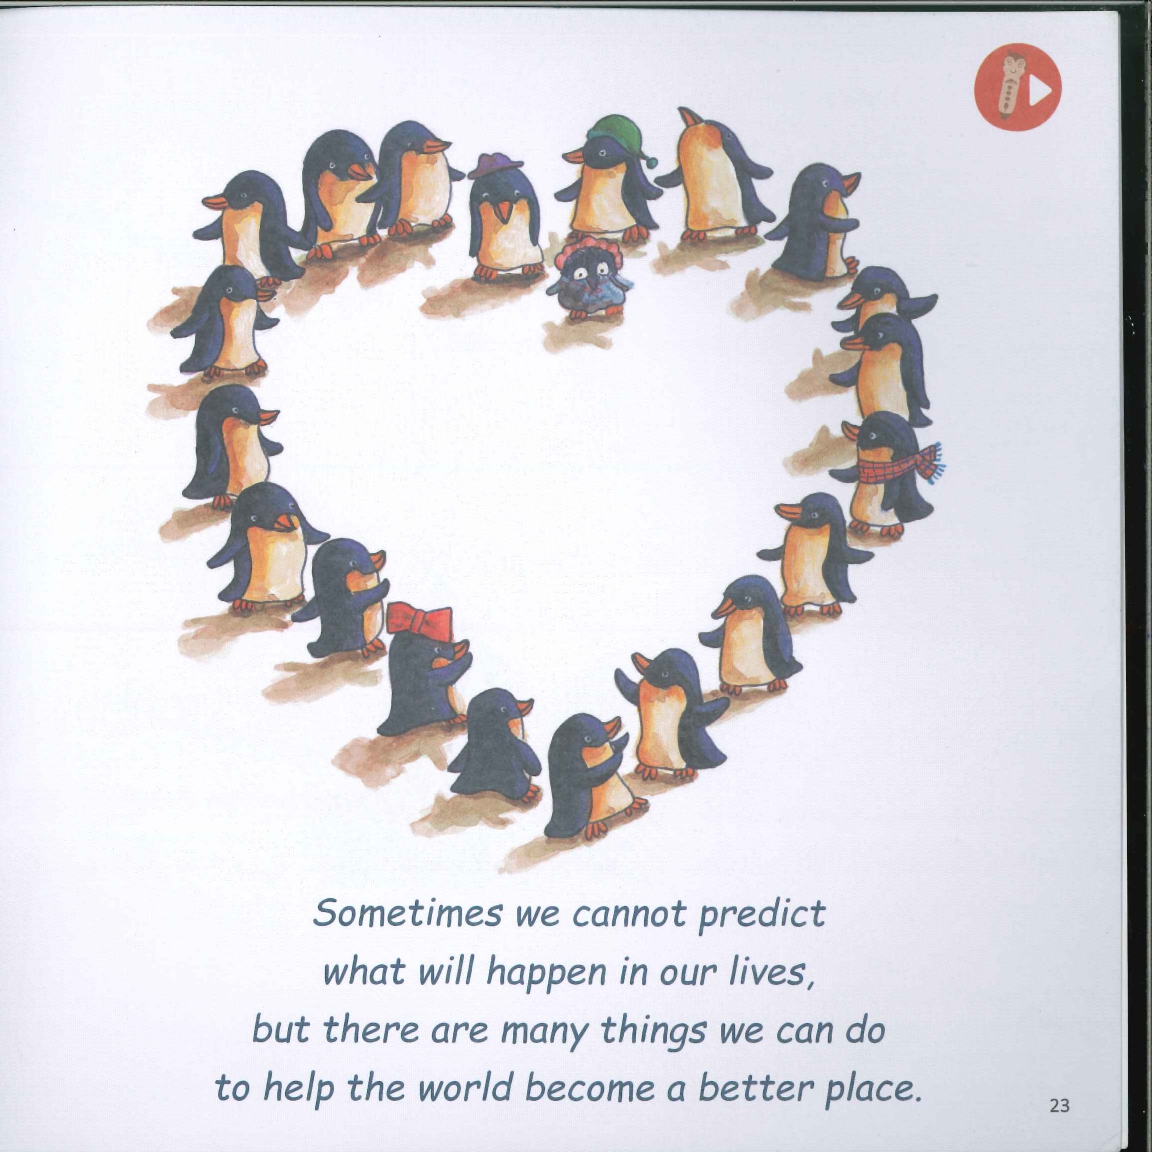 Sometimes we cannot predict
what will happen in our lives,
but there are many things we can do
to help the world become a better place.
23